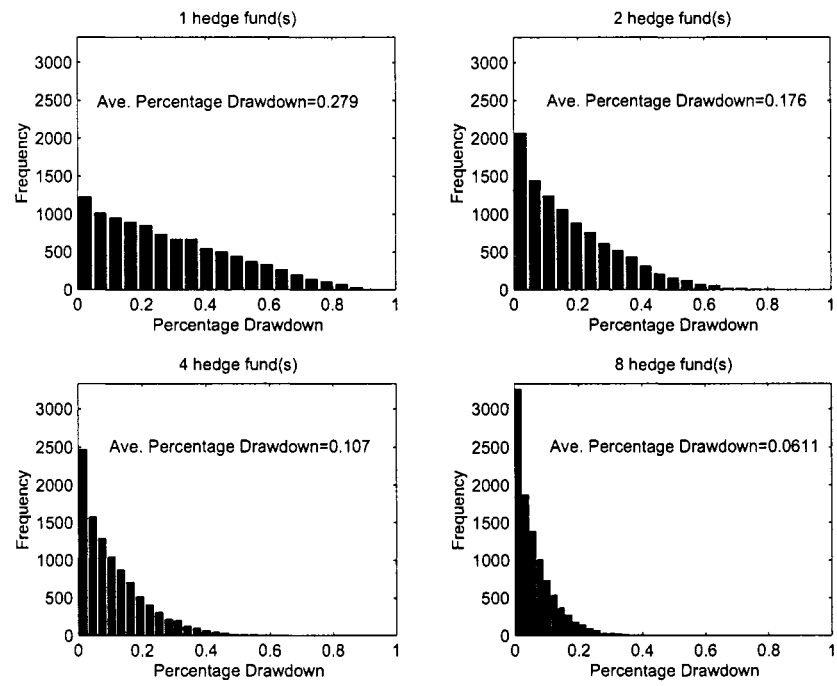 1 hedge fund(s)
3000
2500
2000
1500
1000
500
0
Frequency
Ave. Percentage Drawdown=0.279
0 0.2 0.4 0.6 0.8 1
Percentage Drawdown
2 hedge fund(s)
3000
2500
2000
1500
1000
500
0
Frequency
Ave. Percentage Drawdown=0.176
0 0.2 0.4 0.6 0.8 1
Percentage Drawdown
4 hedge fund(s)
3000
2500
2000
1500
1000
500
0
Frequency
Ave. Percentage Drawdown=0.107
0 0.2 0.4 0.6 0.8 1
Percentage Drawdown
8 hedge fund(s)
3000
2500
2000
1500
1000
500
0
Frequency
Ave. Percentage Drawdown=0.0611
0 0.2 0.4 0.6 0.8 1
Percentage Drawdown